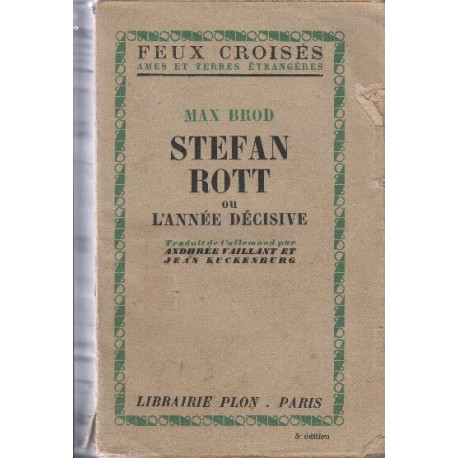 FEUX CROISÉS
AMES ET TERRES ÉTRANGÈRES
MAX BROD
STEFAN
ROTT
ou
L'ANNÉE DÉCISIVE
Traduit de l'allemand par
ANDHRÉE VAILLANT ET
JEAN KUCKENBURG
LIBRAIRIE PLON . PARIS
8e édition